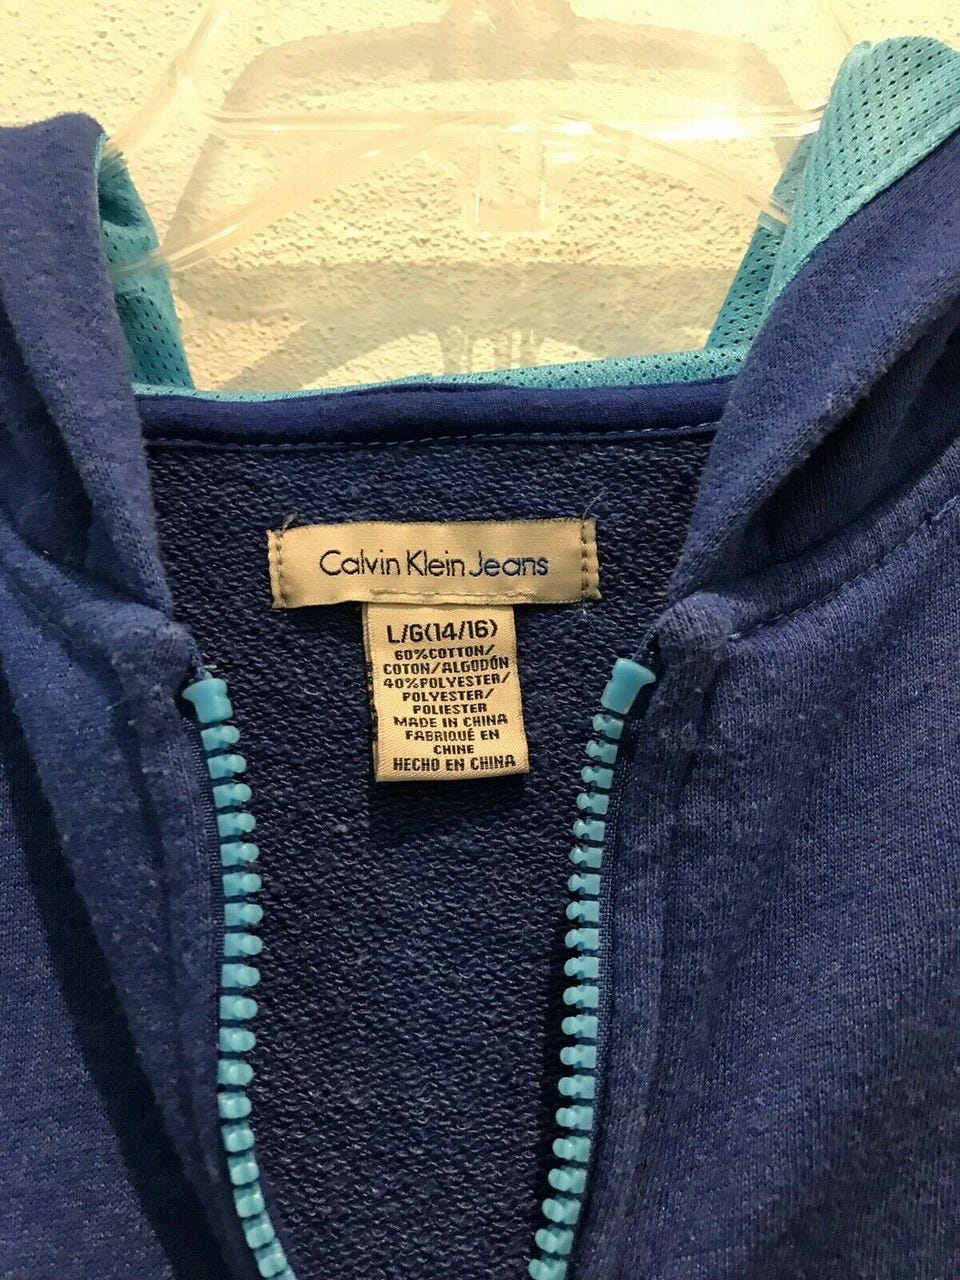 Calvin Klein Jeans
L/G(14/16)
60%COTTON/
COTON/ALGODÓN
40%POLYESTER/
POLYESTER/
POLIESTER
MADE IN CHINA
FABRIQUÉ EN
CHINE
HECHO EN CHINA